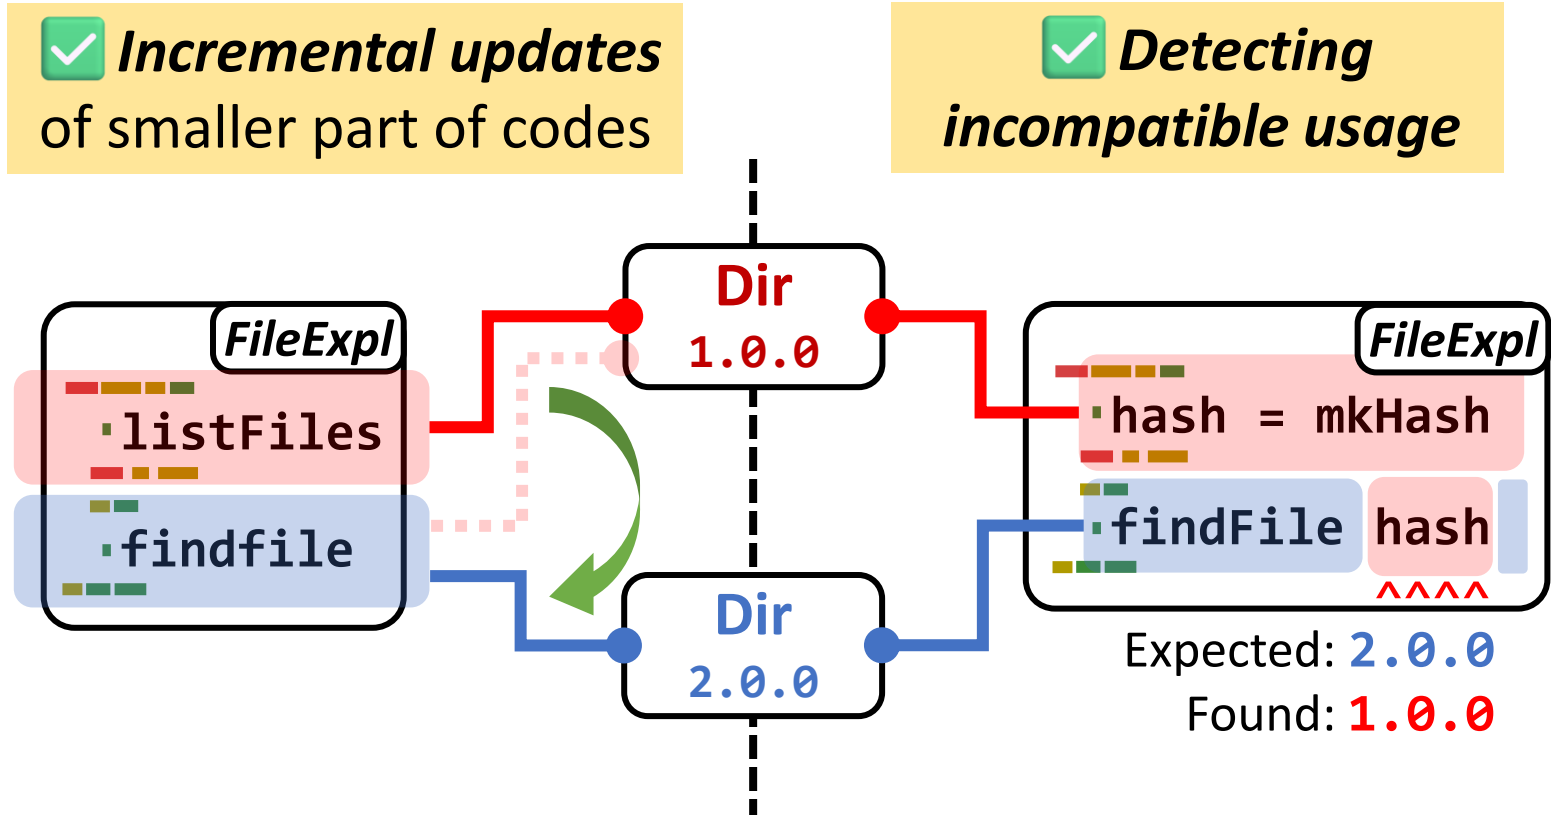 ✅ Incremental updates
of smaller part of codes
✅ Detecting
incompatible usage
Dir
1.0.0
FileExpl
listFiles
findfile
Dir
2.0.0
FileExpl
hash = mkHash
findFile hash
^^^^
Expected: 2.0.0
Found: 1.0.0